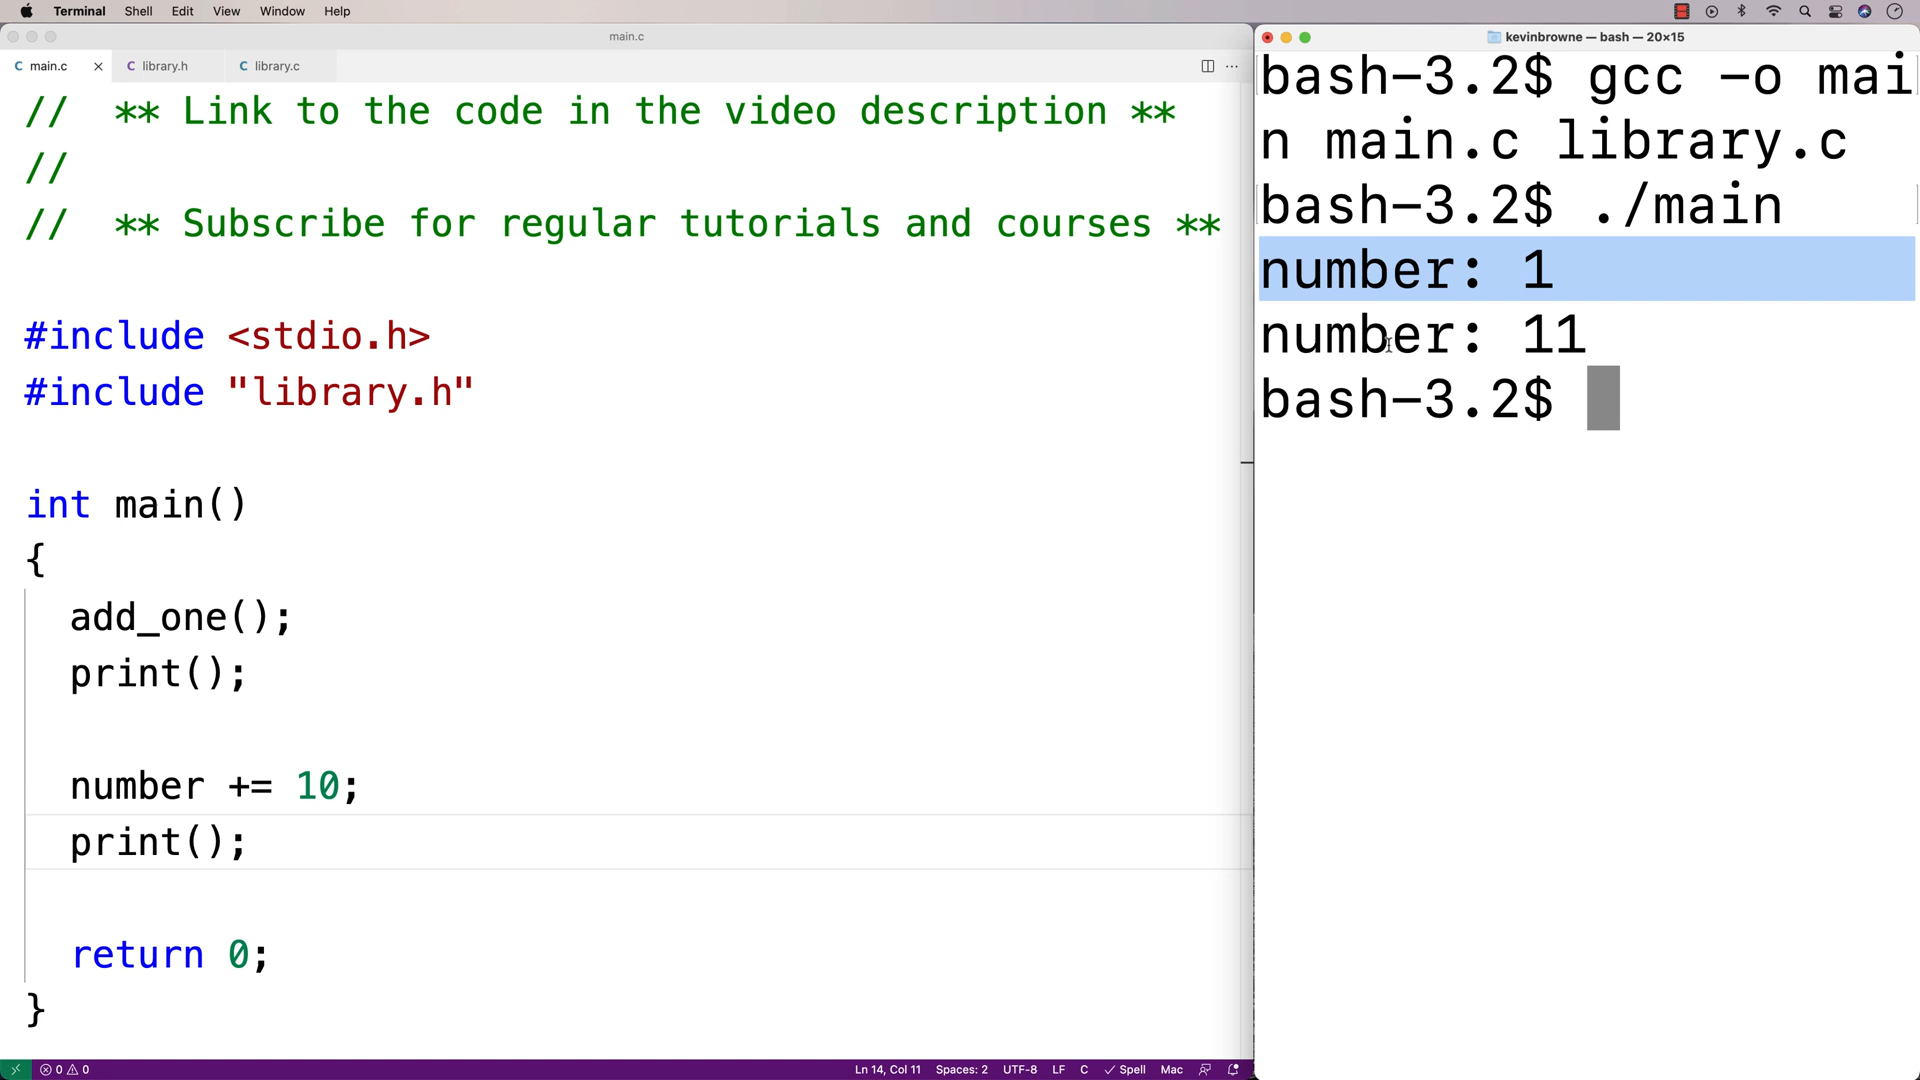 Terminal Shell Edit View Window Help
main.c
C main.c C library.h C library.c
// ** Link to the code in the video description **
//
// ** Subscribe for regular tutorials and courses **
#include <stdio.h>
#include "library.h"
int main()
{
add_one();
print();
number += 10;
print();
return 0;
}
0 0 Ln 14, Col 11 Spaces: 2 UTF-8 LF C Spell Mac
kevinbrowne — bash — 20×15
bash-3.2$ gcc -o mai
n main.c library.c
bash-3.2$ ./main
number: 1
number: 11
bash-3.2$